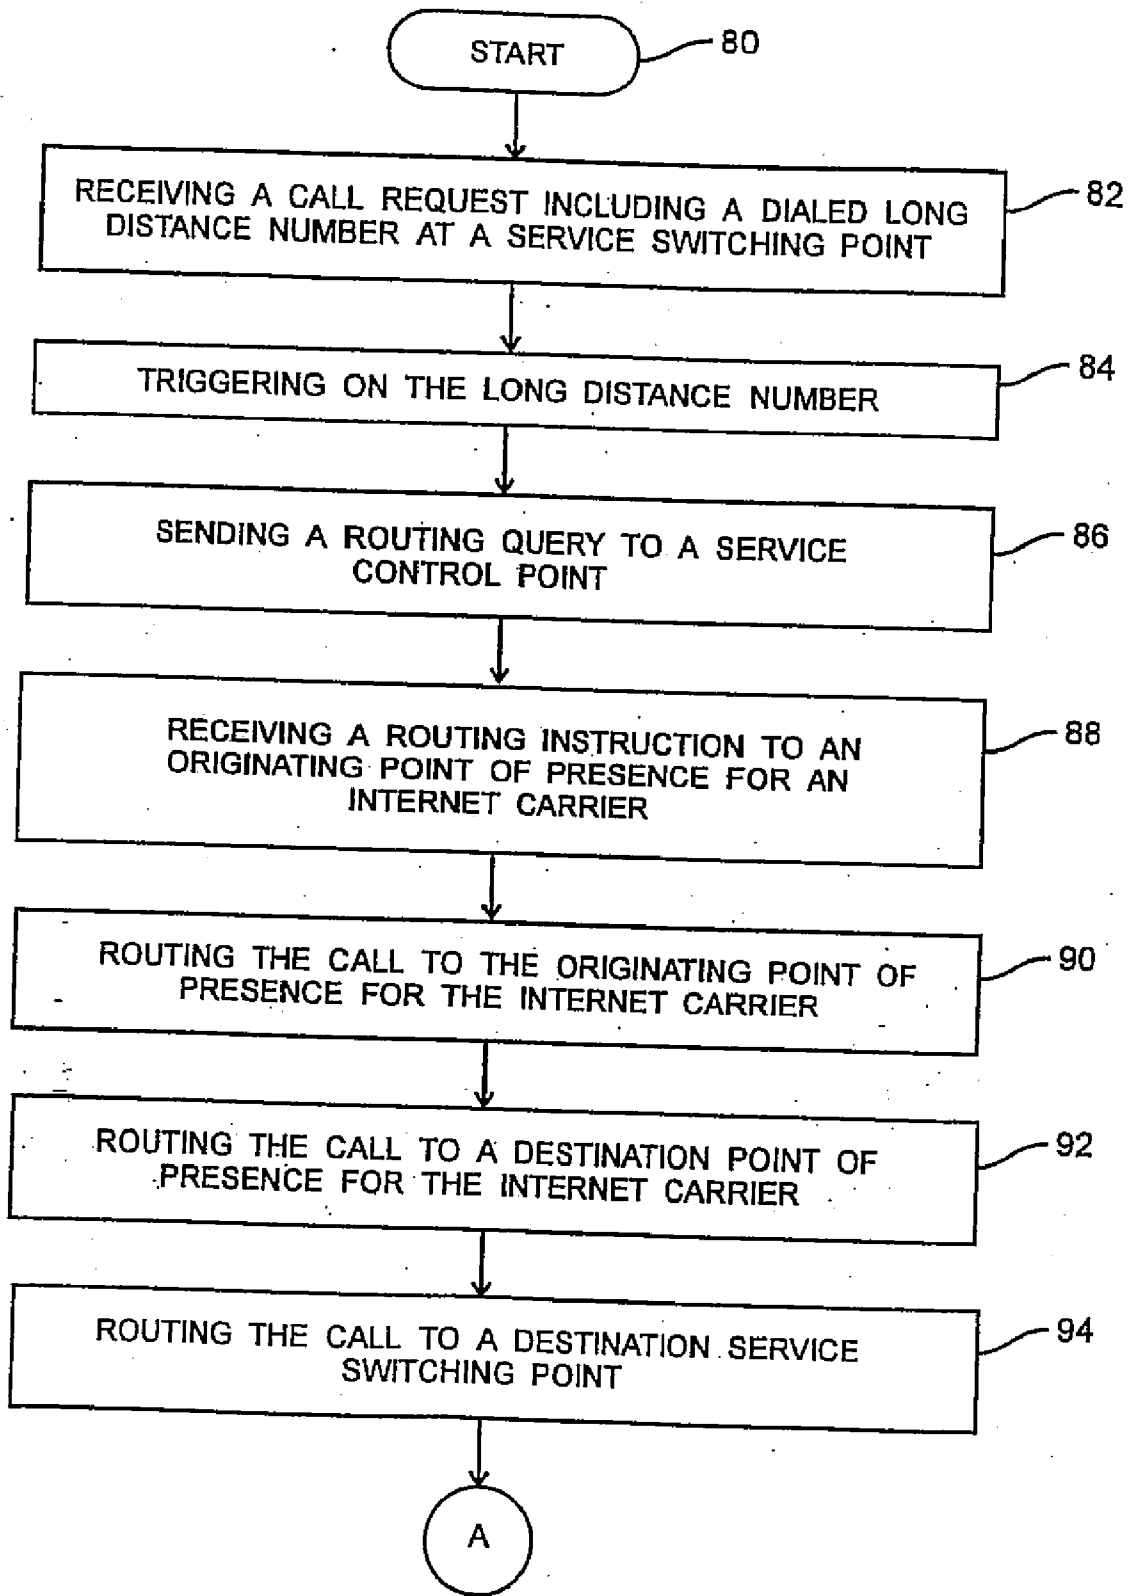 START
80
RECEIVING A CALL REQUEST INCLUDING A DIALED LONG
DISTANCE NUMBER AT A SERVICE SWITCHING POINT
82
TRIGGERING ON THE LONG DISTANCE NUMBER
84
SENDING A ROUTING QUERY TO A SERVICE
CONTROL POINT
86
RECEIVING A ROUTING INSTRUCTION TO AN
ORIGINATING POINT OF PRESENCE FOR AN
INTERNET CARRIER
88
ROUTING THE CALL TO THE ORIGINATING POINT OF
PRESENCE FOR THE INTERNET CARRIER
90
ROUTING THE CALL TO A DESTINATION POINT OF
PRESENCE FOR THE INTERNET CARRIER
92
ROUTING THE CALL TO A DESTINATION SERVICE
SWITCHING POINT
94
A